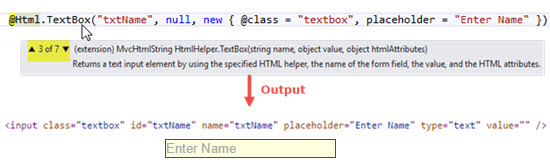 @Html.TextBox("txtName", null, new { @class = "textbox", placeholder = "Enter Name" })
▲ 3 of 7 ▼ (extension) MvcHtmlString HtmlHelper.TextBox(string name, object value, object htmlAttributes)
Returns a text input element by using the specified HTML helper, the name of the form field, the value, and the HTML attributes.
Output
<input class="textbox" id="txtName" name="txtName" placeholder="Enter Name" type="text" value="" />
Enter Name